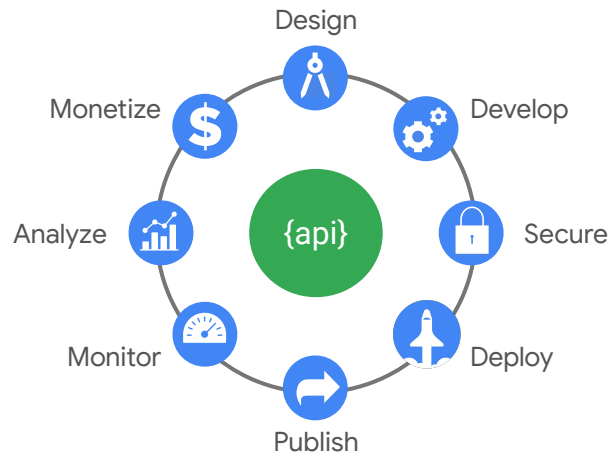 Design
Develop
Secure
Deploy
Publish
Monitor
Analyze
Monetize
$
{api}